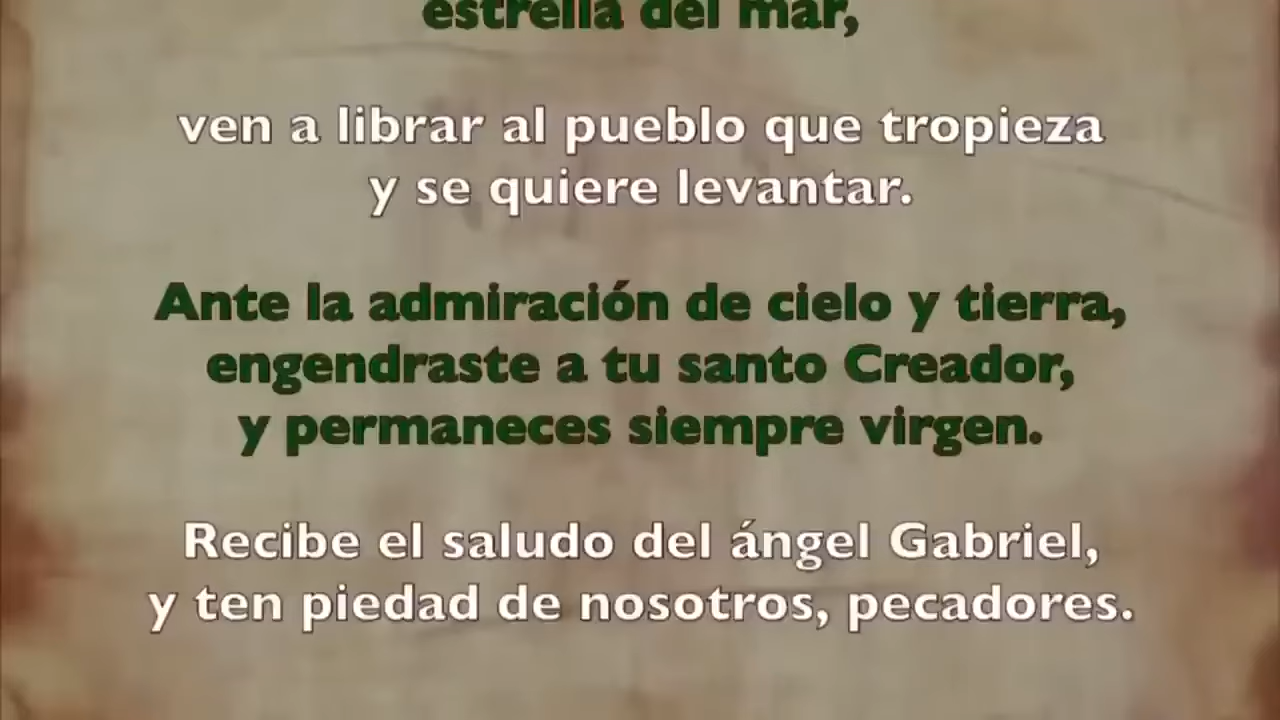 estrella del mar,
ven a librar al pueblo que tropieza
y se quiere levantar.
Ante la admiración de cielo y tierra,
engendraste a tu santo Creador,
y permaneces siempre virgen.
Recibe el saludo del ángel Gabriel,
y ten piedad de nosotros, pecadores.